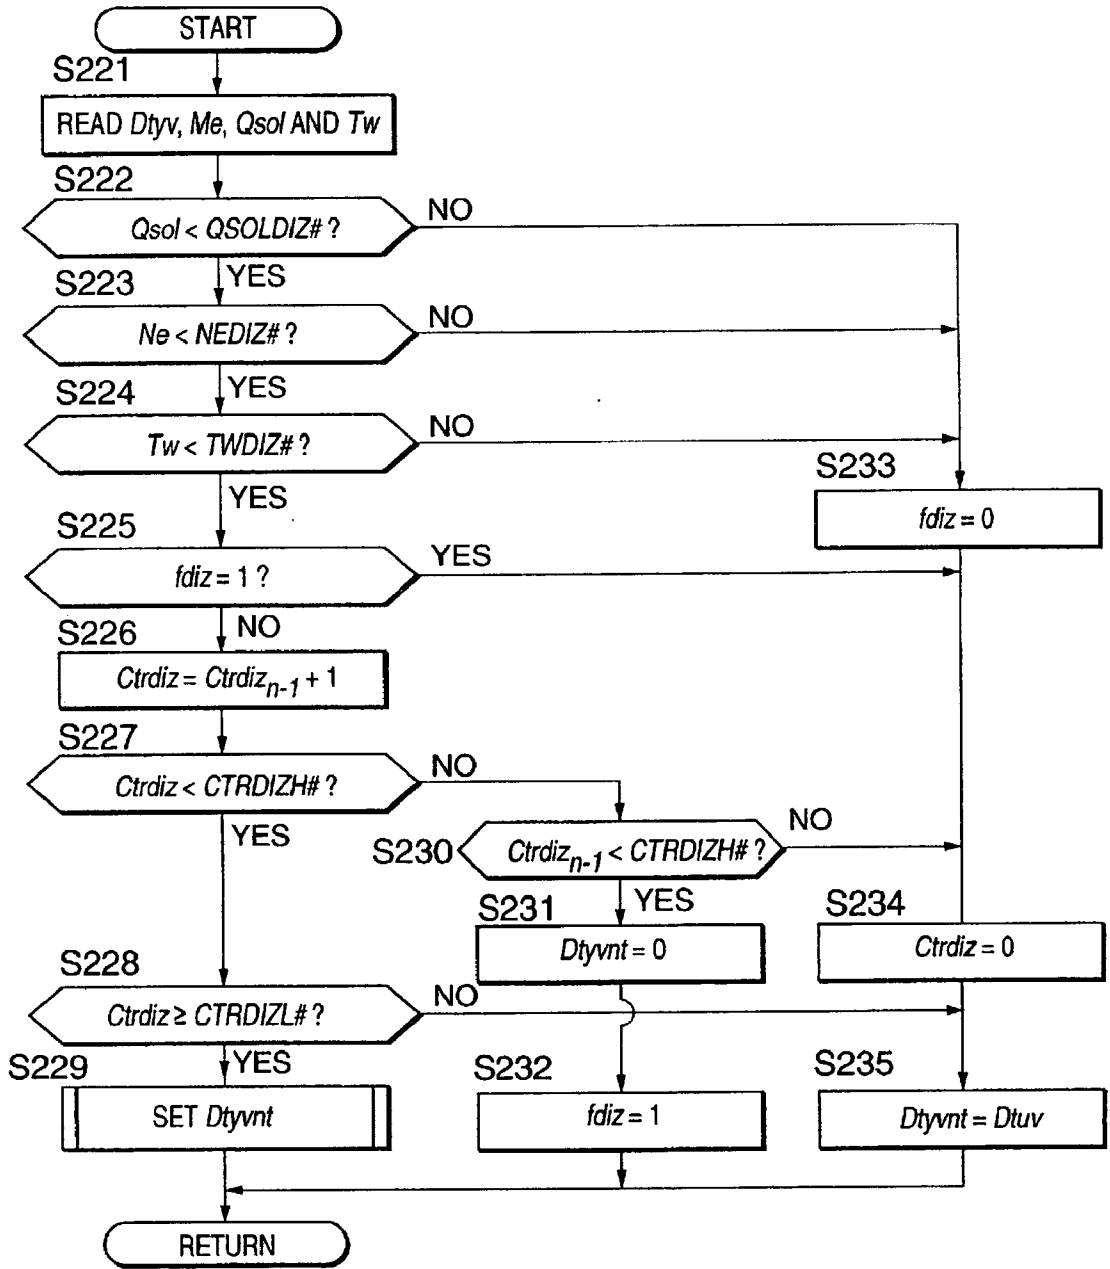 START
S221
READ Dtyv, Me, Qsol AND Tw
S222
Qsol < QSOLDIZ# ?
NO
YES
S223
Ne < NEDIZ# ?
NO
YES
S224
Tw < TWDIZ# ?
NO
YES
S233
fdiz = 0
S225
fdiz = 1 ?
YES
NO
S226
Ctrdiz = Ctrdizn-1 + 1
S227
Ctrdiz < CTRDIZH# ?
NO
YES
S230
Ctrdizn-1 < CTRDIZH# ?
NO
YES
S231
Dtyvnt = 0
S234
Ctrdiz = 0
S228
Ctrdiz ≥ CTRDIZL# ?
NO
YES
S229
SET Dtyvnt
S232
fdiz = 1
S235
Dtyvnt = Dtuv
RETURN